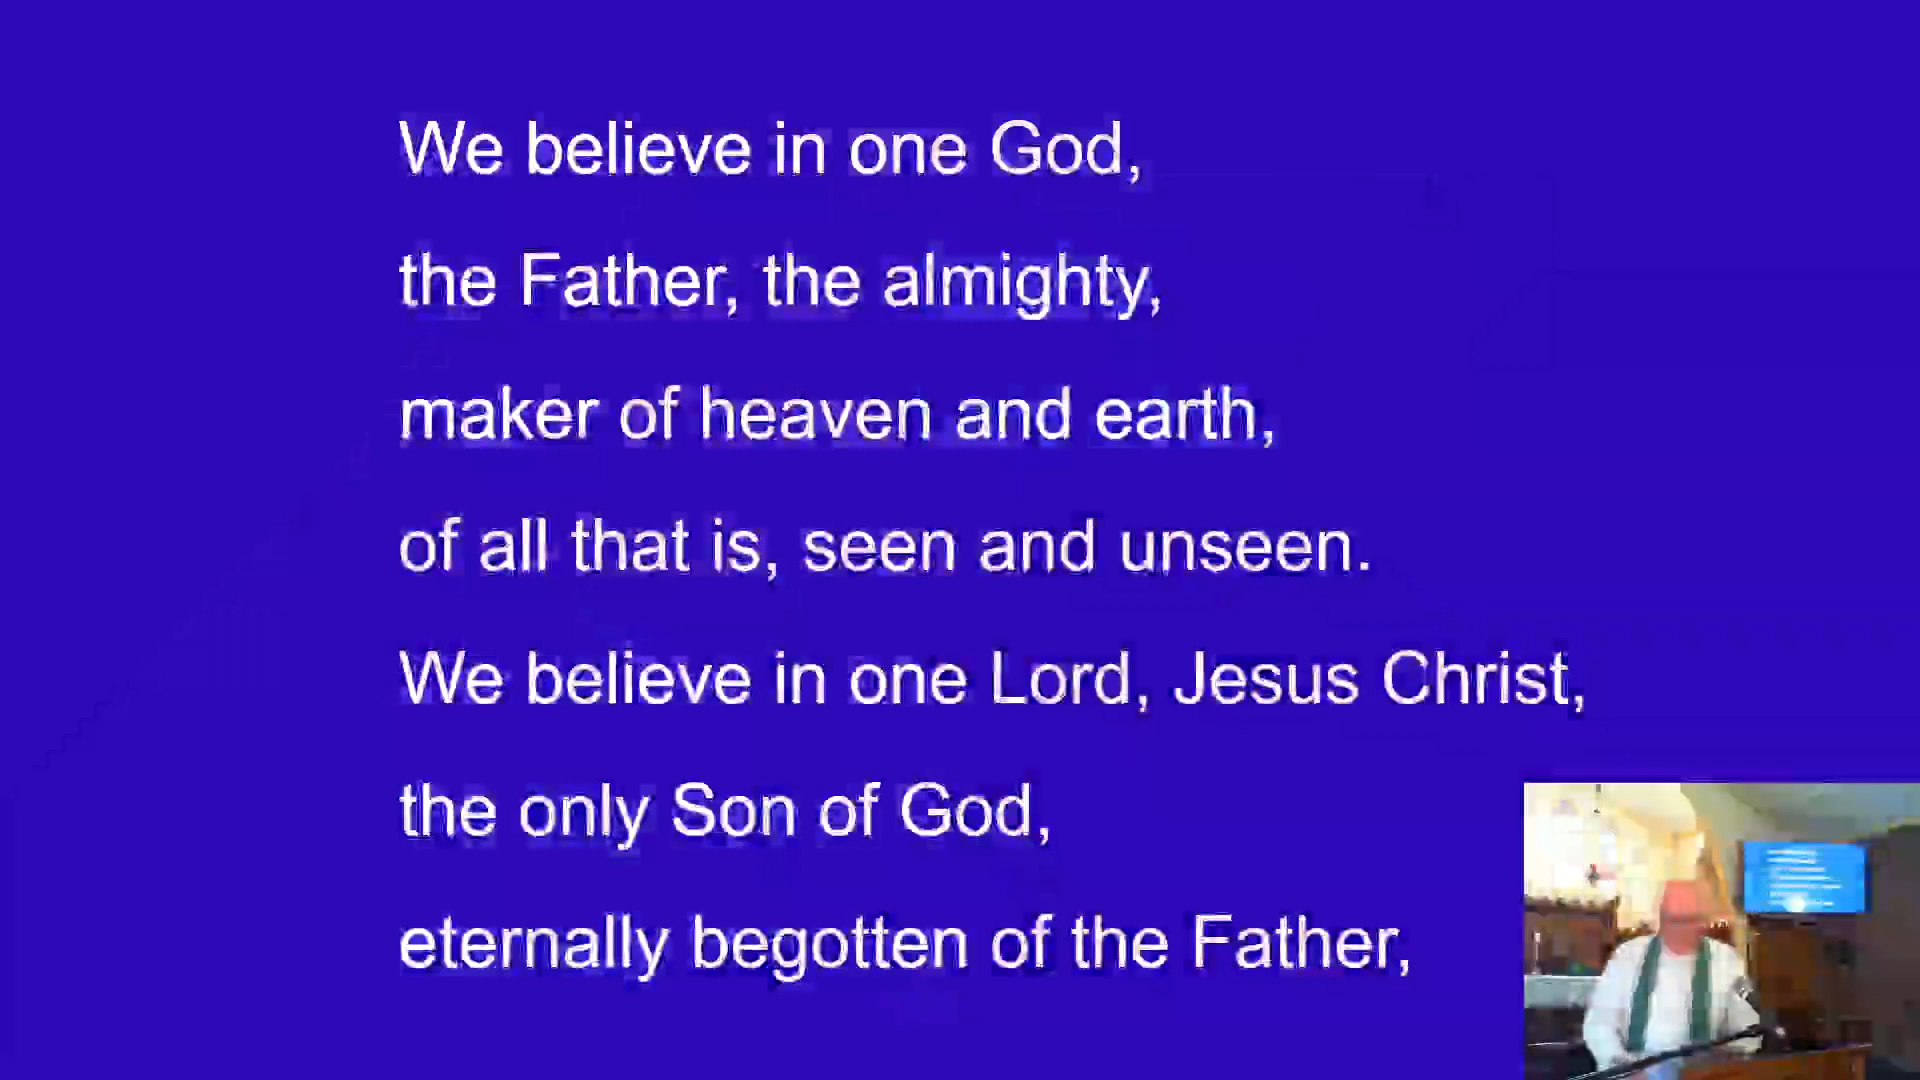 We believe in one God,
the Father, the almighty,
maker of heaven and earth,
of all that is, seen and unseen.
We believe in one Lord, Jesus Christ,
the only Son of God,
eternally begotten of the Father,